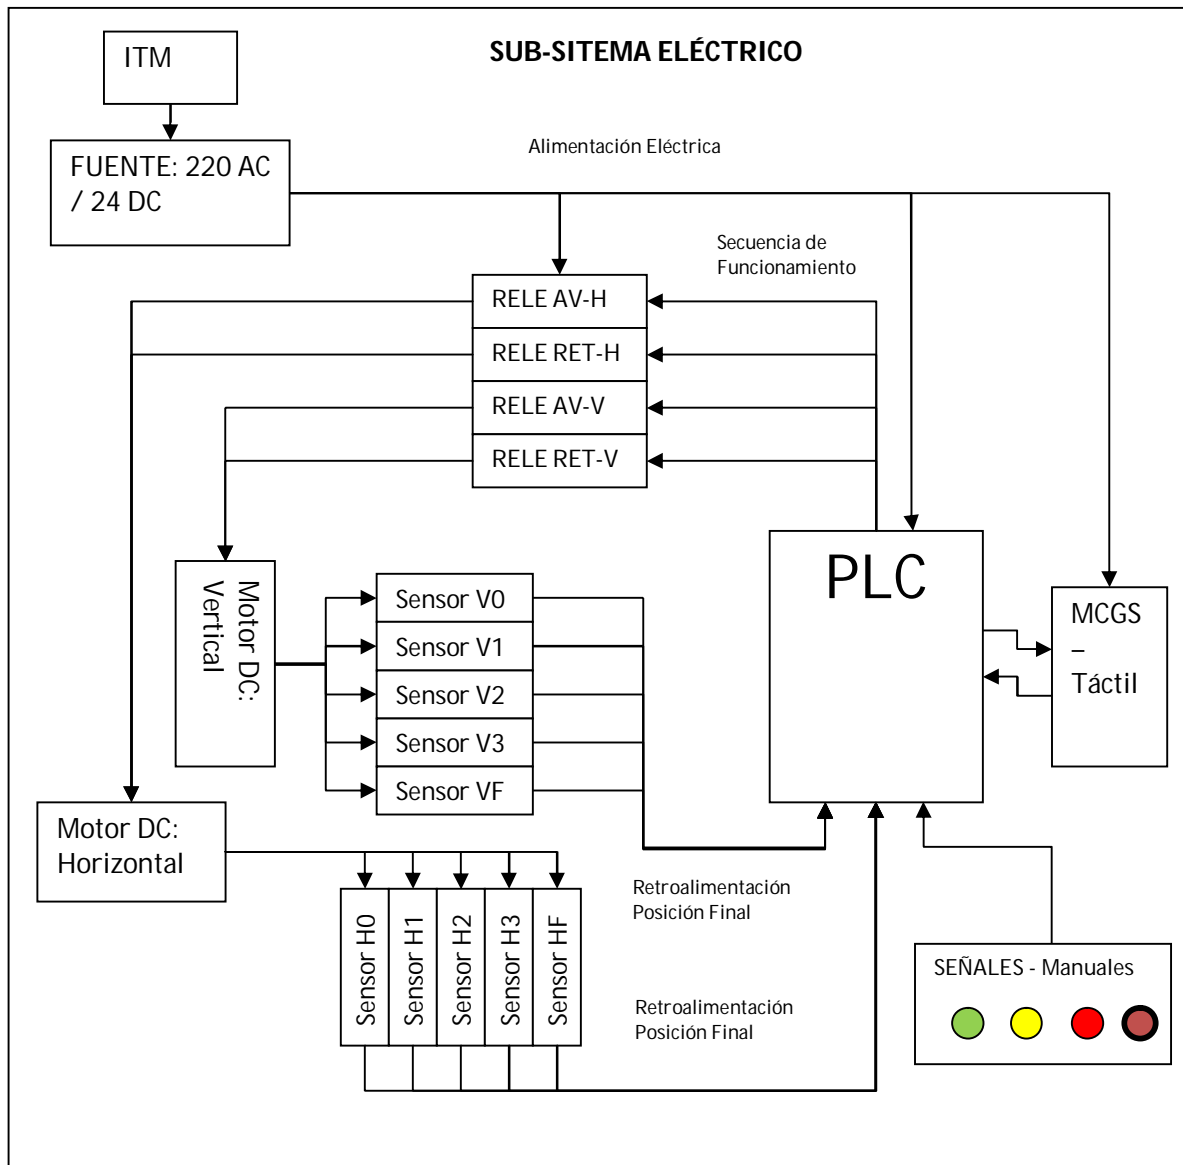 SUB-SITEMA ELÉCTRICO
ITM
FUENTE: 220 AC
/ 24 DC
Alimentación Eléctrica
Secuencia de
Funcionamiento
RELE AV-H
RELE RET-H
RELE AV-V
RELE RET-V
PLC
MCGS
–
Táctil
Motor DC:
Vertical
Sensor V0
Sensor V1
Sensor V2
Sensor V3
Sensor VF
Motor DC:
Horizontal
Sensor H0
Sensor H1
Sensor H2
Sensor H3
Sensor HF
Retroalimentación
Posición Final
Retroalimentación
Posición Final
SEÑALES - Manuales